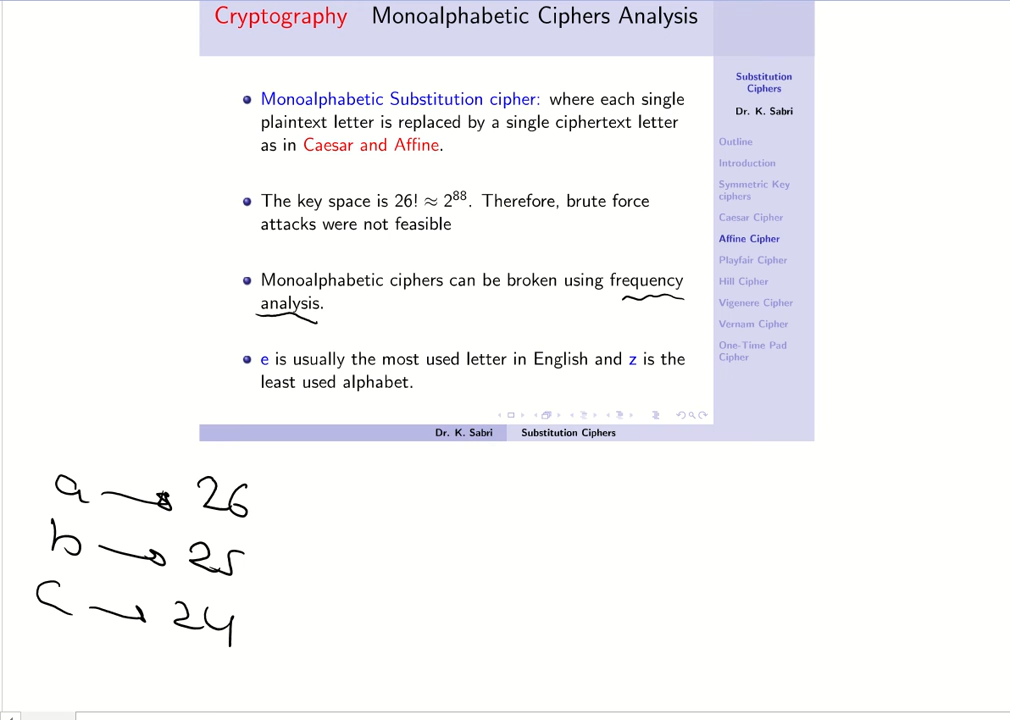 Cryptography Monoalphabetic Ciphers Analysis
Monoalphabetic Substitution cipher: where each single
plaintext letter is replaced by a single ciphertext letter
as in Caesar and Affine.
The key space is 26! ≈ 2^88. Therefore, brute force
attacks were not feasible
Monoalphabetic ciphers can be broken using frequency
analysis.
e is usually the most used letter in English and z is the
least used alphabet.
Substitution
Ciphers
Dr. K. Sabri
Outline
Introduction
Symmetric Key
ciphers
Caesar Cipher
Affine Cipher
Playfair Cipher
Hill Cipher
Vigenere Cipher
Vernam Cipher
One-Time Pad
Cipher
Dr. K. Sabri Substitution Ciphers
a → 26
b → 25
c → 24